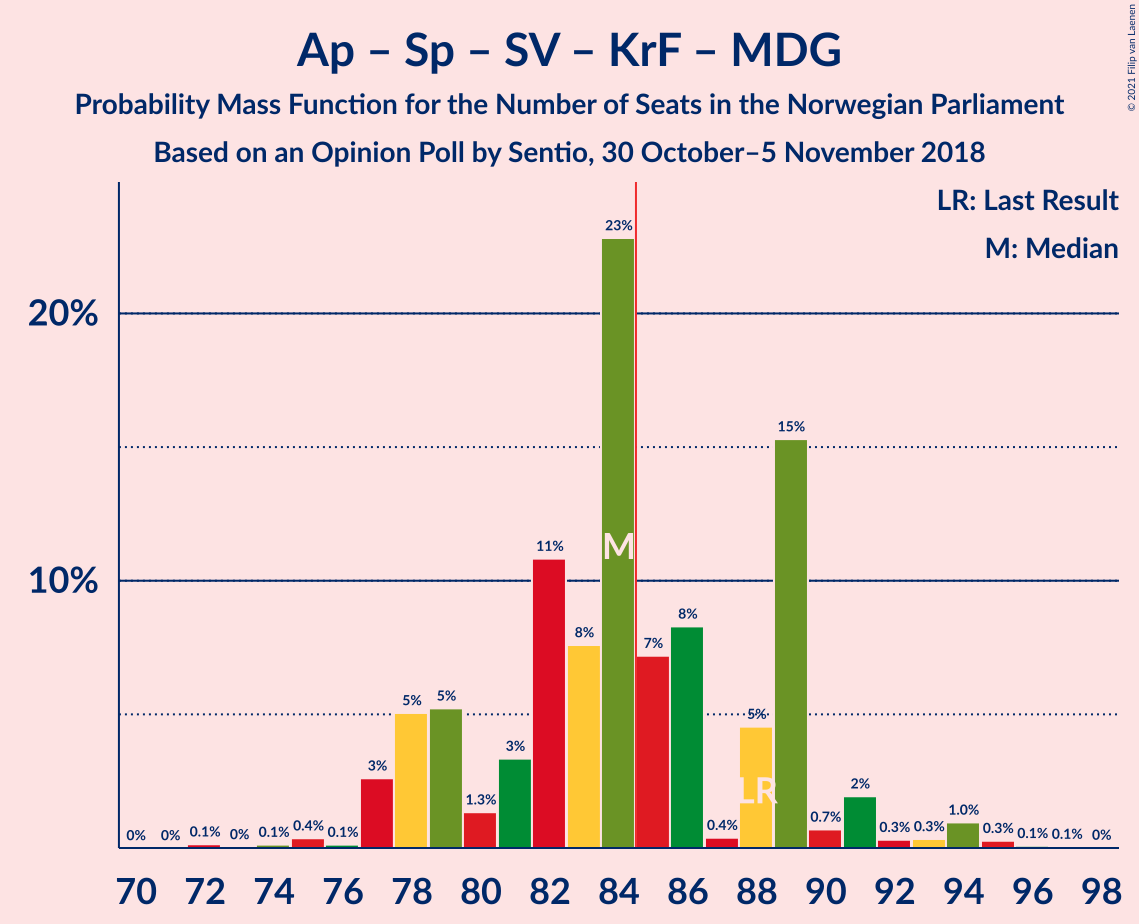 Ap – Sp – SV – KrF – MDG
Probability Mass Function for the Number of Seats in the Norwegian Parliament
Based on an Opinion Poll by Sentio, 30 October–5 November 2018
© 2021 Filip van Laenen
LR: Last Result
M: Median
20%
10%
0% 0% 0.1% 0% 0.1% 0.4% 0.1% 3% 5% 5% 1.3% 3% 11% 8% 23% 7% 8% 0.4% 5% 15% 0.7% 2% 0.3% 0.3% 1.0% 0.3% 0.1% 0.1% 0%
M
LR
70 72 74 76 78 80 82 84 86 88 90 92 94 96 98